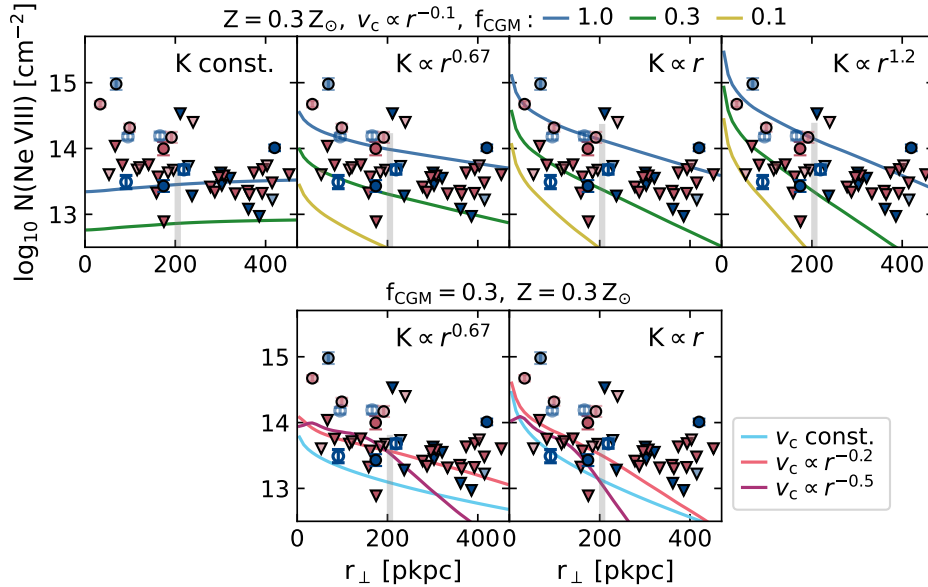 Z = 0.3 Z⊙, v_c ∝ r^−0.1, f_CGM : 1.0 0.3 0.1
K const. K ∝ r^0.67 K ∝ r K ∝ r^1.2
log₁₀ N(Ne VIII) [cm⁻²]
15
14
13
0 200 400 0 200 400 0 200 400 0 200 400
f_CGM = 0.3, Z = 0.3 Z⊙
K ∝ r^0.67 K ∝ r
15
14
13
0 200 400 0 200 400
r⊥ [pkpc] r⊥ [pkpc]
v_c const.
v_c ∝ r^−0.2
v_c ∝ r^−0.5